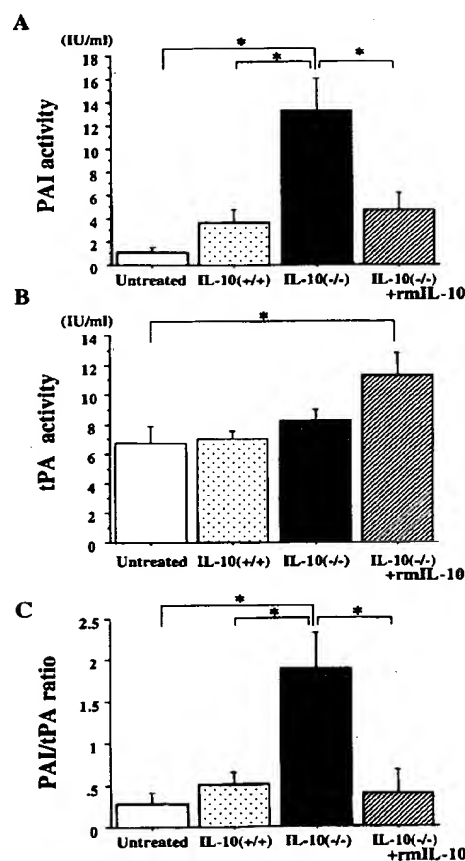 A
(IU/ml)
* * *
PAI activity
18
16
14
12
10
8
6
4
2
0
Untreated IL-10(+/+) IL-10(-/-) IL-10(-/-)
+rmIL-10
B
(IU/ml)
*
tPA activity
16
14
12
10
8
6
4
2
0
Untreated IL-10(+/+) IL-10(-/-) IL-10(-/-)
+rmIL-10
C
* * *
PAI/tPA ratio
2.5
2
1.5
1
.5
0
Untreated IL-10(+/+) IL-10(-/-) IL-10(-/-)
+rmIL-10